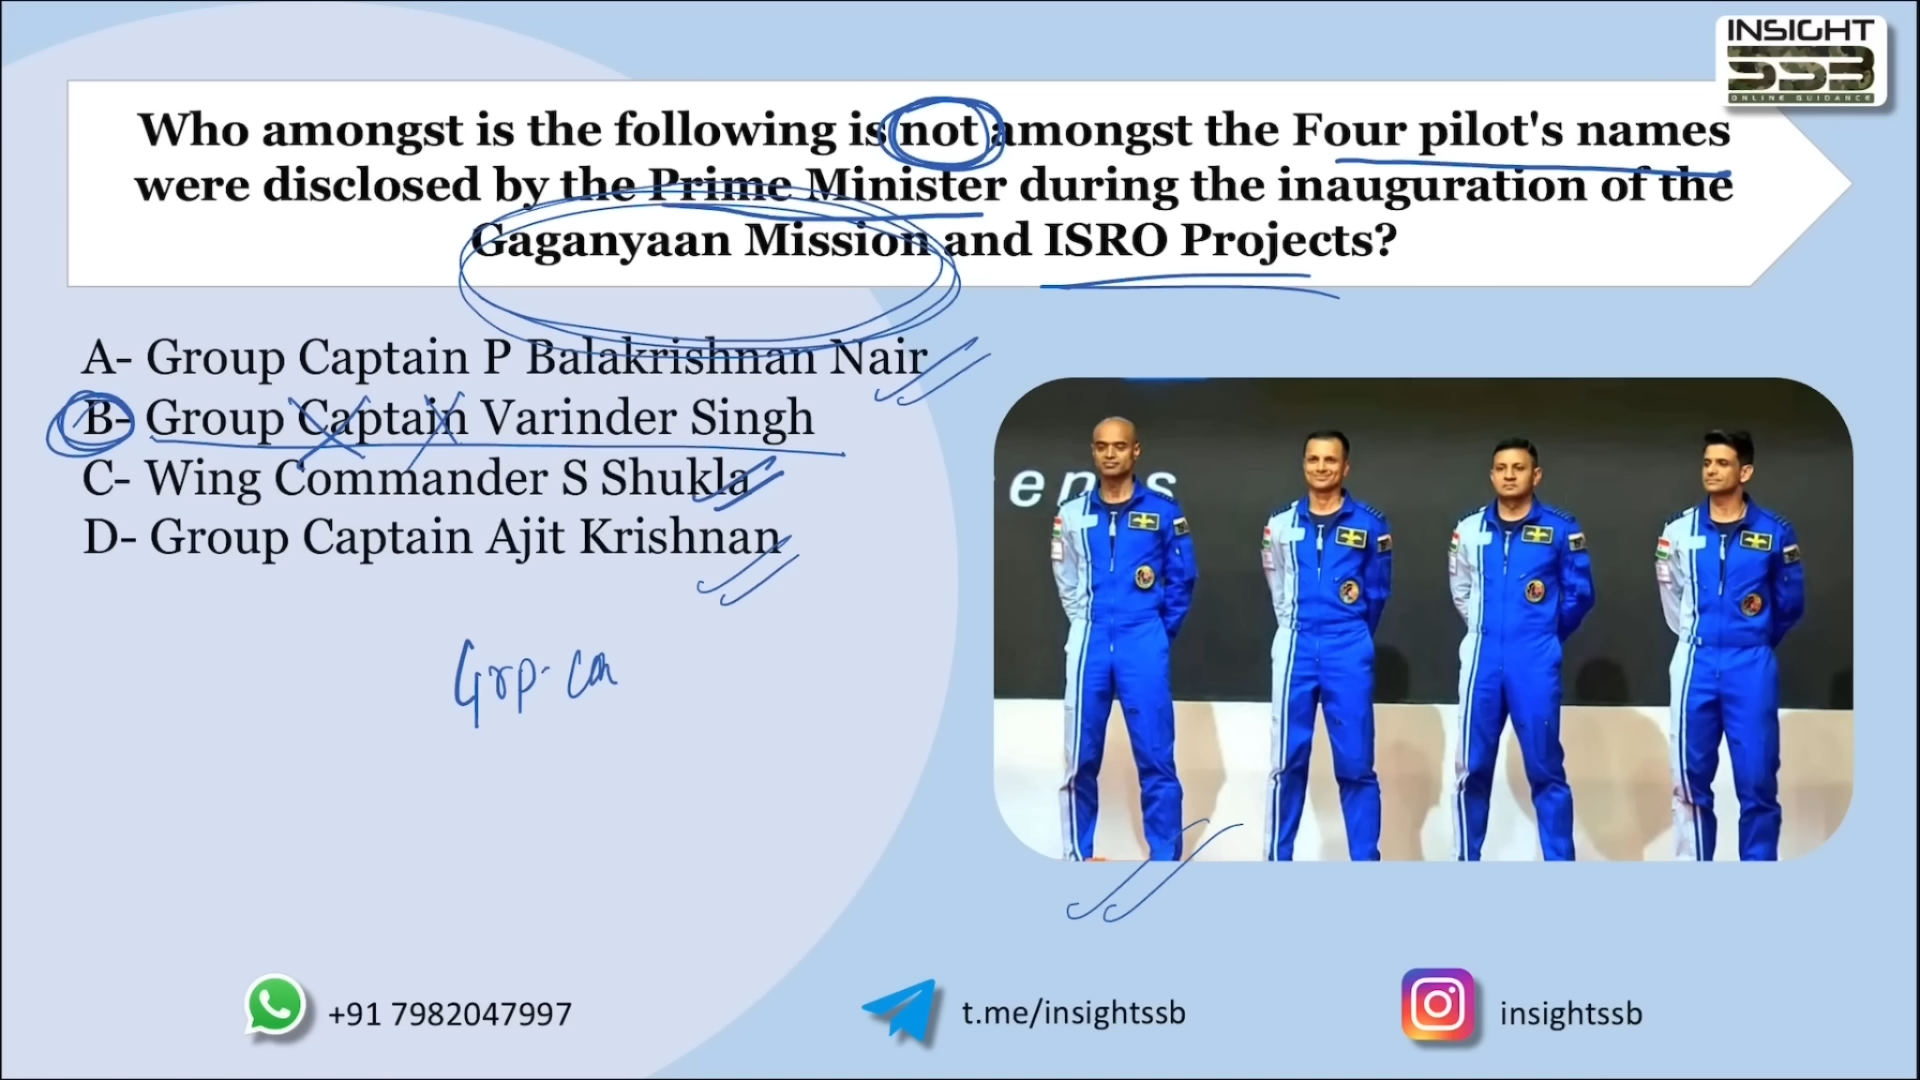 INSIGHT
SSB
ONLINE GUIDANCE
Who amongst is the following is not amongst the Four pilot's names
were disclosed by the Prime Minister during the inauguration of the
Gaganyaan Mission and ISRO Projects?
A- Group Captain P Balakrishnan Nair
B- Group Captain Varinder Singh
C- Wing Commander S Shukla
D- Group Captain Ajit Krishnan
Grp. Ca
+91 7982047997
t.me/insightssb
insightssb